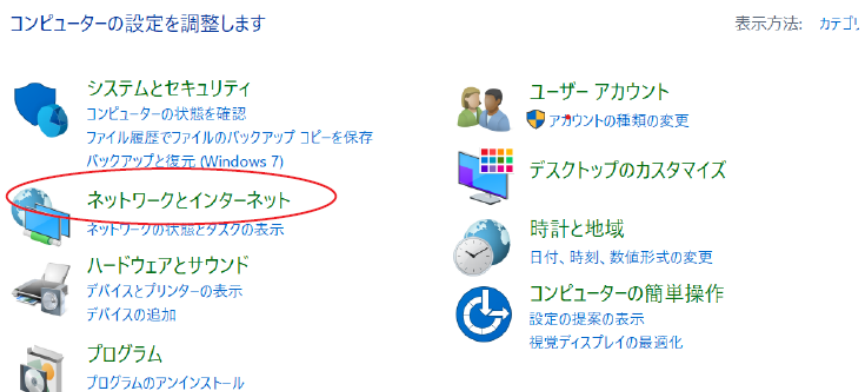 コンピューターの設定を調整します
表示方法:
システムとセキュリティ
コンピューターの状態を確認
ファイル履歴でファイルのバックアップ コピーを保存
バックアップと復元 (Windows 7)
ネットワークとインターネット
ネットワークの状態とタスクの表示
ハードウェアとサウンド
デバイスとプリンターの表示
デバイスの追加
プログラム
プログラムのアンインストール
ユーザー アカウント
アカウントの種類の変更
デスクトップのカスタマイズ
時計と地域
日付、時刻、数値形式の変更
コンピューターの簡単操作
設定の提案の表示
視覚ディスプレイの最適化